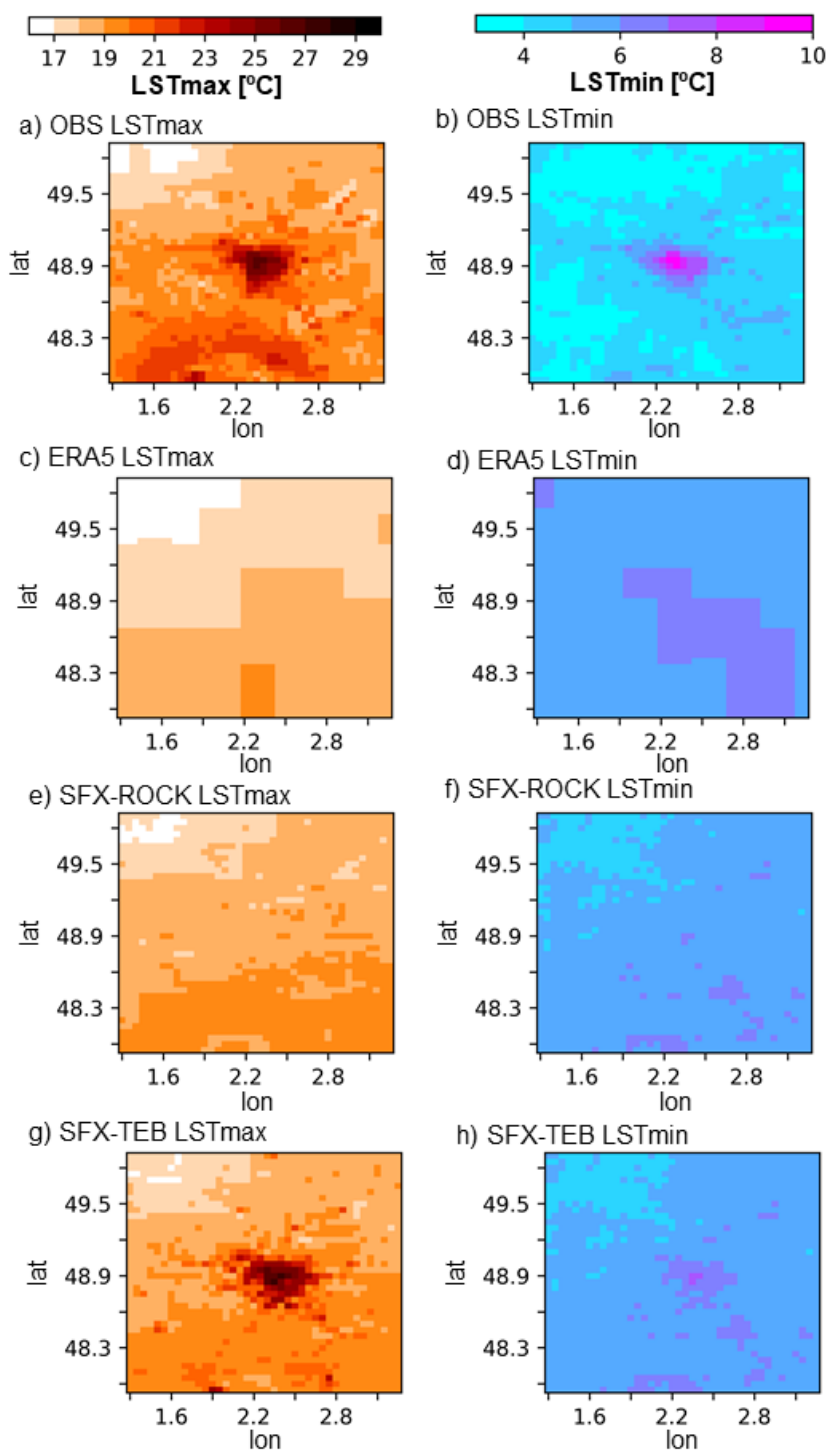 17 19 21 23 25 27 29
LSTmax [ºC]
4 6 8 10
LSTmin [ºC]
a) OBS LSTmax
49.5
48.9
48.3
lat
1.6 2.2 2.8
lon
b) OBS LSTmin
49.5
48.9
48.3
lat
1.6 2.2 2.8
lon
c) ERA5 LSTmax
49.5
48.9
48.3
lat
1.6 2.2 2.8
lon
d) ERA5 LSTmin
49.5
48.9
48.3
lat
1.6 2.2 2.8
lon
e) SFX-ROCK LSTmax
49.5
48.9
48.3
lat
1.6 2.2 2.8
lon
f) SFX-ROCK LSTmin
49.5
48.9
48.3
lat
1.6 2.2 2.8
lon
g) SFX-TEB LSTmax
49.5
48.9
48.3
lat
1.6 2.2 2.8
lon
h) SFX-TEB LSTmin
49.5
48.9
48.3
lat
1.6 2.2 2.8
lon